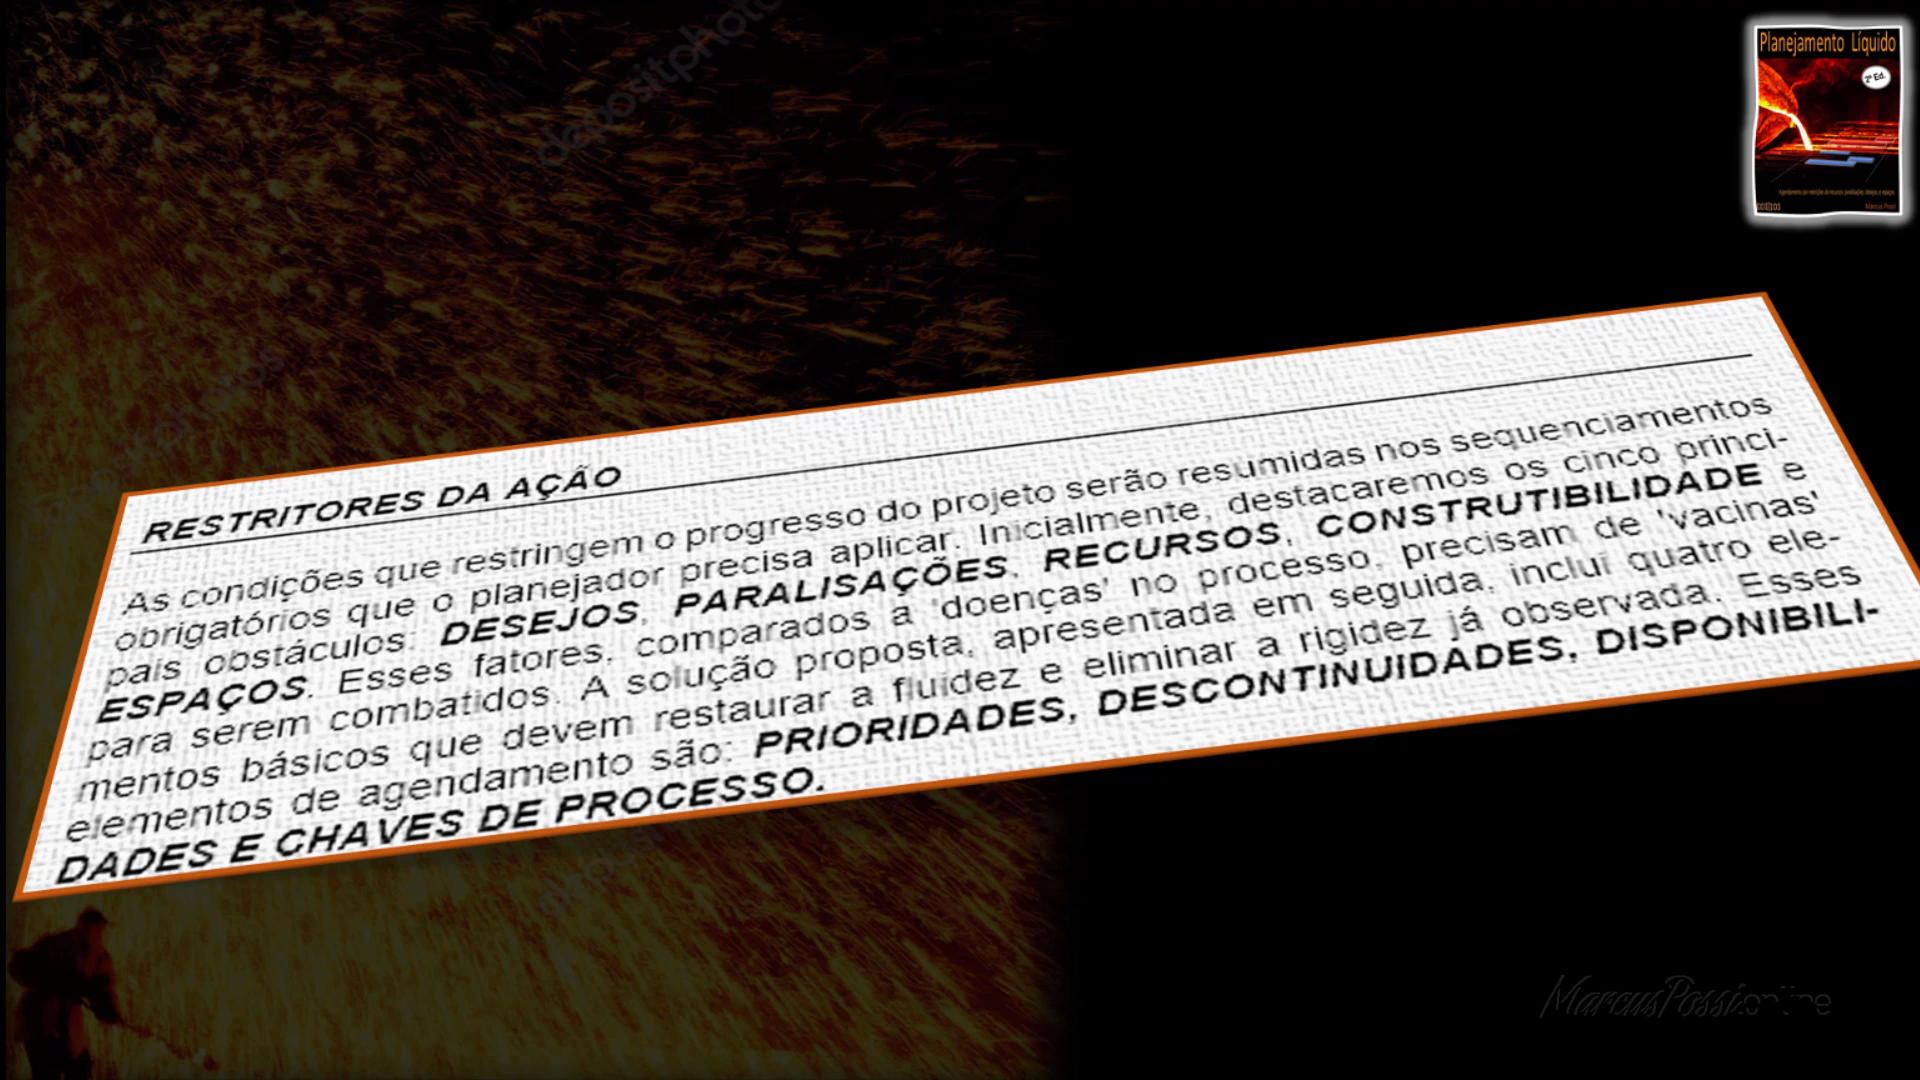 Planejamento Líquido
2ª Ed.
RESTRITORES DA AÇÃO
As condições que restringem o progresso do projeto serão resumidas nos sequenciamentos
obrigatórios que o planejador precisa aplicar. Inicialmente, destacaremos os cinco princi-
pais obstáculos: DESEJOS, PARALISAÇÕES, RECURSOS, CONSTRUTIBILIDADE e
ESPAÇOS. Esses fatores, comparados a 'doenças' no processo, precisam de 'vacinas'
para serem combatidos. A solução proposta, apresentada em seguida, inclui quatro ele-
mentos básicos que devem restaurar a fluidez e eliminar a rigidez já observada. Esses
elementos de agendamento são: PRIORIDADES, DESCONTINUIDADES, DISPONIBILI-
DADES E CHAVES DE PROCESSO.
MarcusPossionline
depositphotos